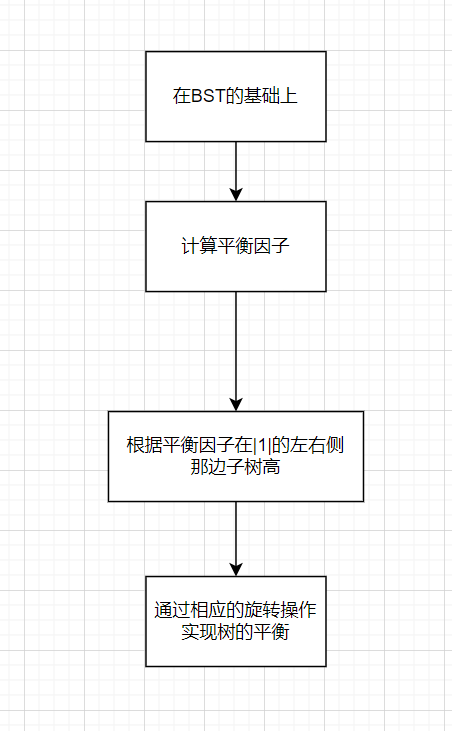 在BST的基础上
计算平衡因子
根据平衡因子在|1|的左右侧
那边子树高
通过相应的旋转操作
实现树的平衡